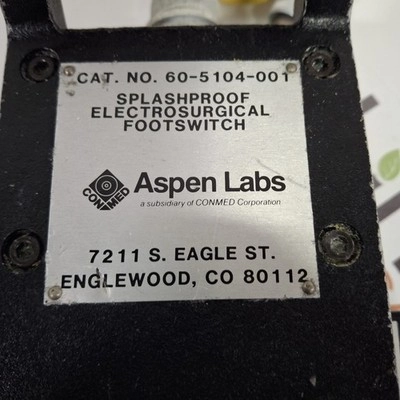 CAT. NO. 60-5104-001
SPLASHPROOF
ELECTROSURGICAL
FOOTSWITCH
CONMED
Aspen Labs
a subsidiary of CONMED Corporation
7211 S. EAGLE ST.
ENGLEWOOD, CO 80112